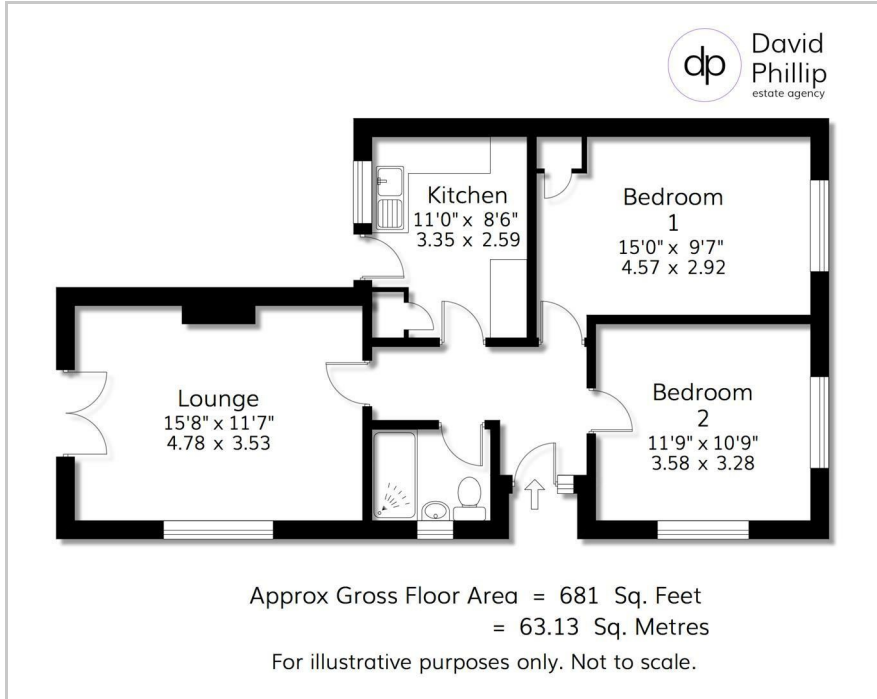 dp
David
Phillip
estate agency
Kitchen
11'0" x 8'6"
3.35 x 2.59
Bedroom
1
15'0" x 9'7"
4.57 x 2.92
Lounge
15'8" x 11'7"
4.78 x 3.53
Bedroom
2
11'9" x 10'9"
3.58 x 3.28
Approx Gross Floor Area = 681 Sq. Feet
= 63.13 Sq. Metres
For illustrative purposes only. Not to scale.